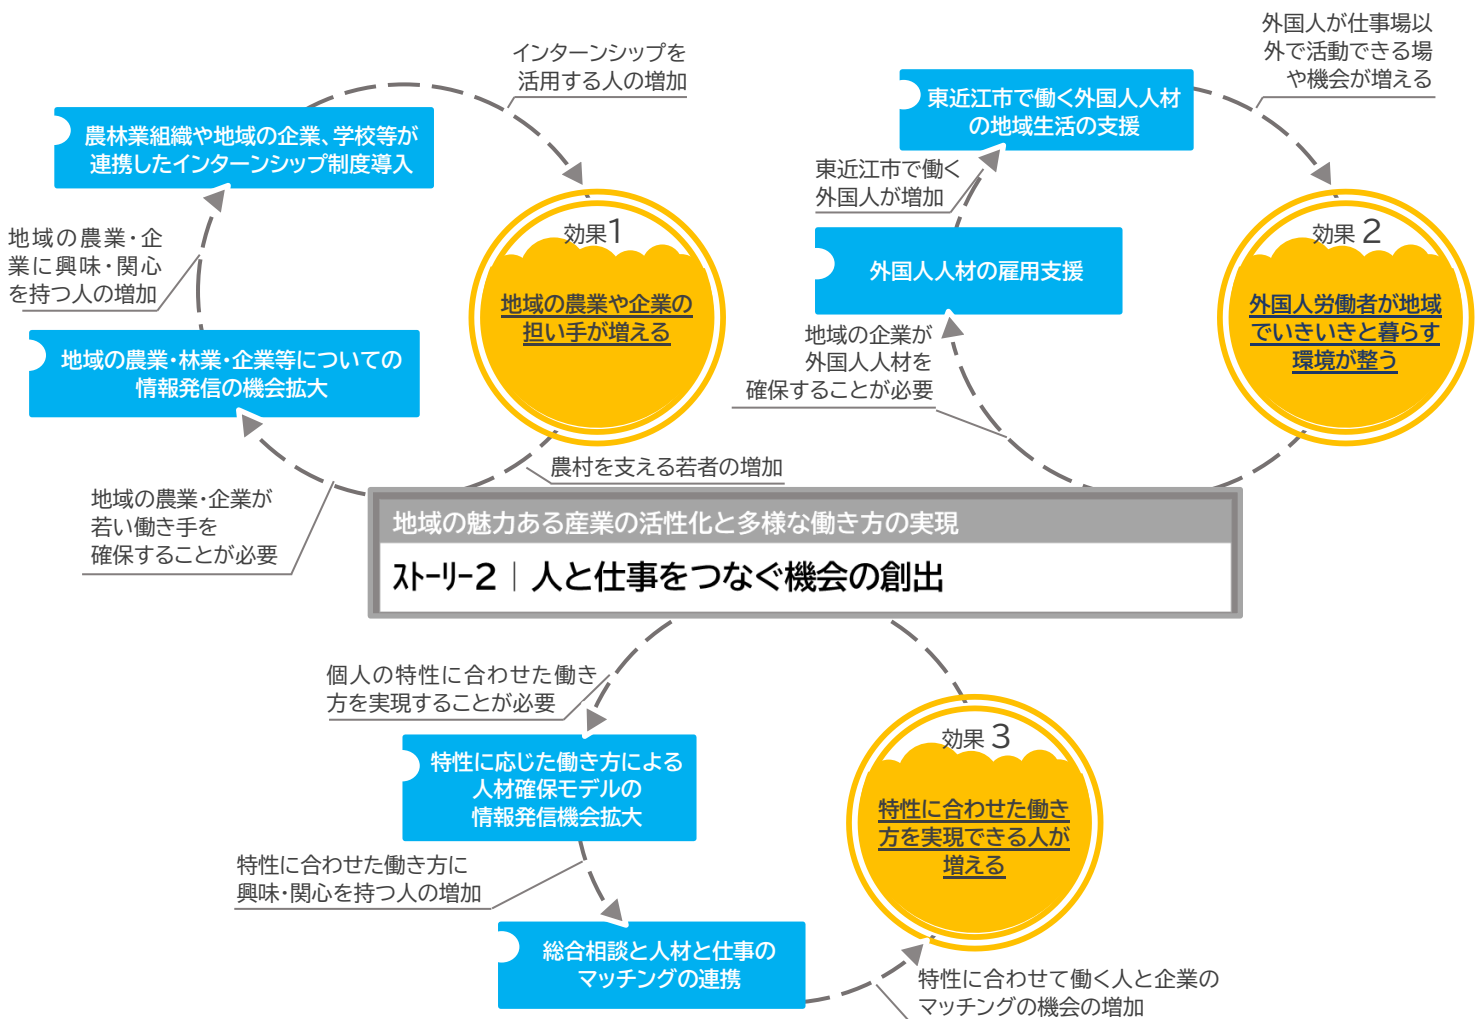 インターンシップを
活用する人の増加
農林業組織や地域の企業、学校等が
連携したインターンシップ制度導入
地域の農業・企
業に興味・関心
を持つ人の増加
地域の農業・林業・企業等についての
情報発信の機会拡大
地域の農業・企業が
若い働き手を
確保することが必要
効果1
地域の農業や企業の
担い手が増える
農村を支える若者の増加
外国人が仕事場以
外で活動できる場
や機会が増える
東近江市で働く外国人人材
の地域生活の支援
東近江市で働く
外国人が増加
外国人人材の雇用支援
地域の企業が
外国人人材を
確保することが必要
効果 2
外国人労働者が地域
でいきいきと暮らす
環境が整う
地域の魅力ある産業の活性化と多様な働き方の実現
ストーリー2｜人と仕事をつなぐ機会の創出
個人の特性に合わせた働き
方を実現することが必要
特性に応じた働き方による
人材確保モデルの
情報発信機会拡大
特性に合わせた働き方に
興味・関心を持つ人の増加
総合相談と人材と仕事の
マッチングの連携
効果 3
特性に合わせた働き
方を実現できる人が
増える
特性に合わせて働く人と企業の
マッチングの機会の増加